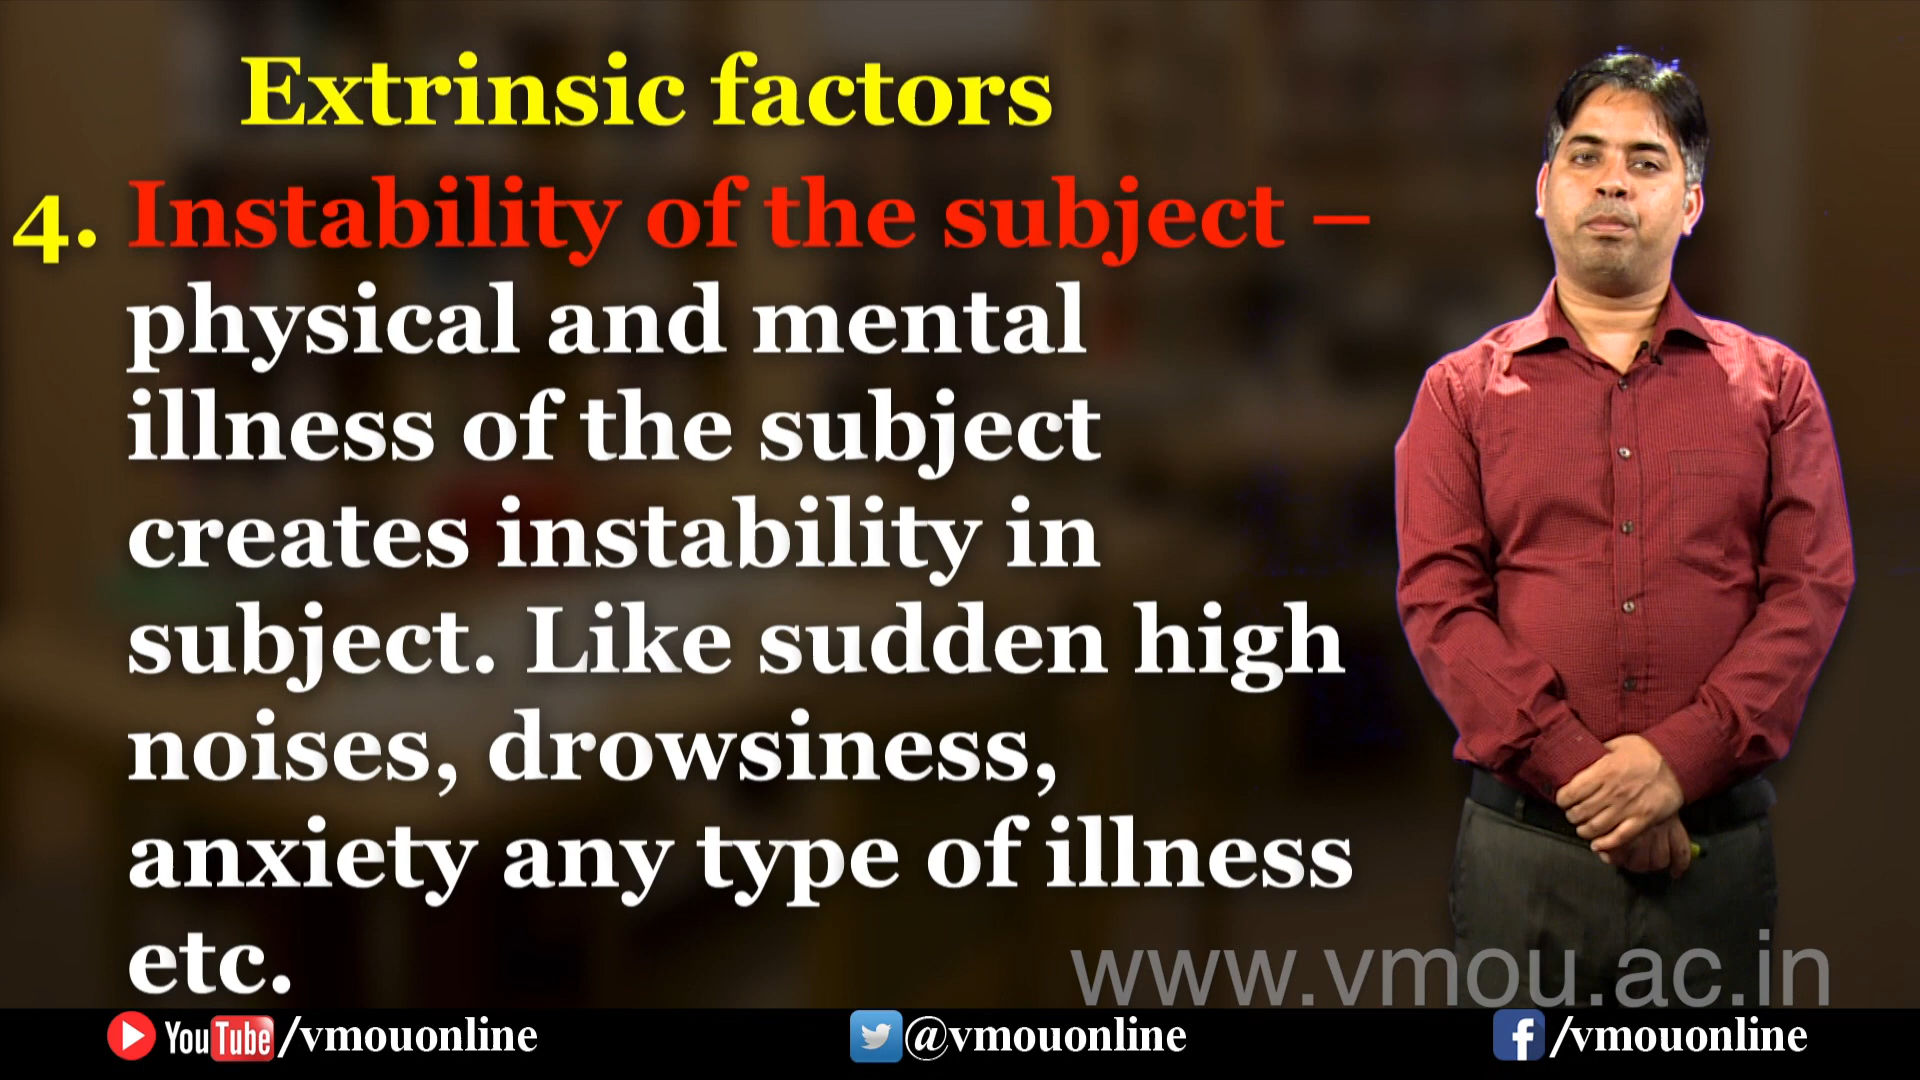 Extrinsic factors
4. Instability of the subject –
physical and mental
illness of the subject
creates instability in
subject. Like sudden high
noises, drowsiness,
anxiety any type of illness
etc.
www.vmou.ac.in
YouTube/vmouonline
@vmouonline
/vmouonline